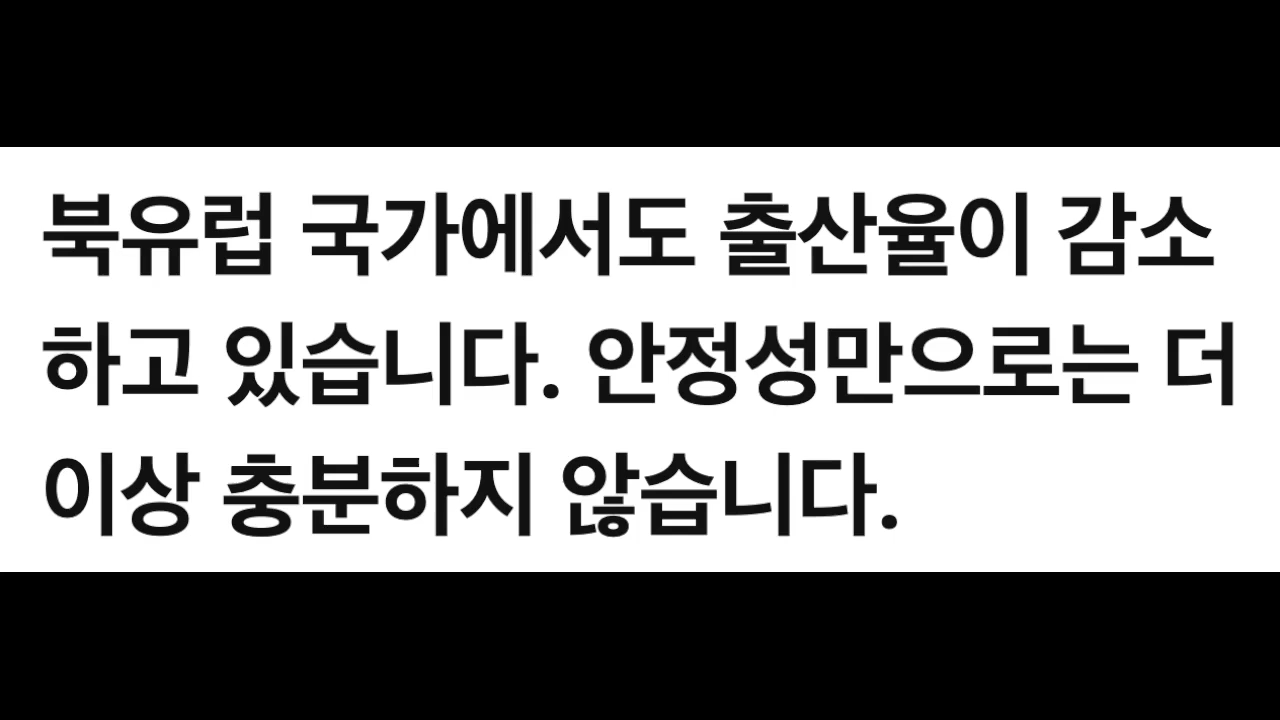 북유럽 국가에서도 출산율이 감소
하고 있습니다. 안정성만으로는 더
이상 충분하지 않습니다.